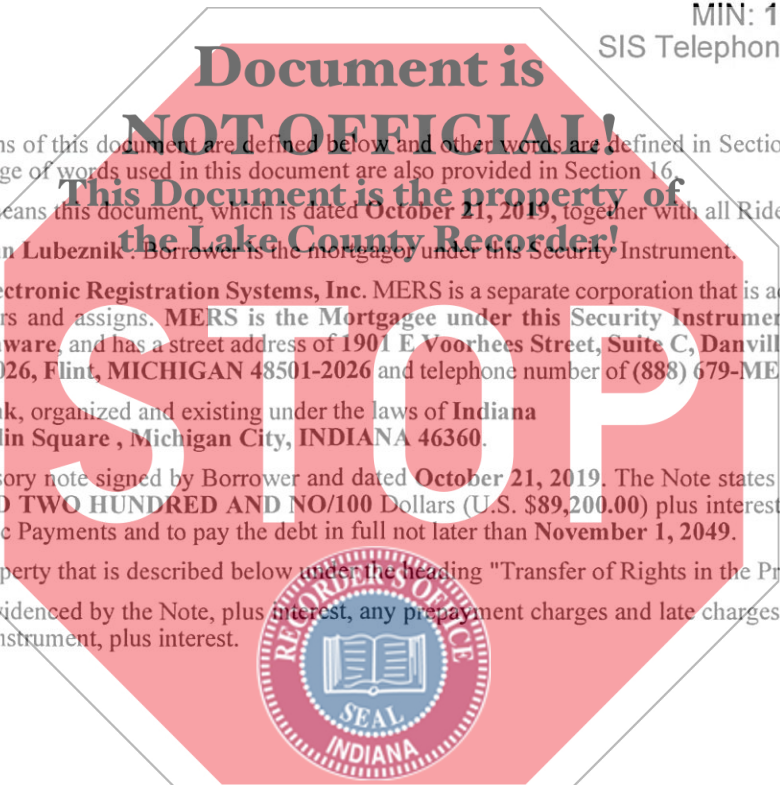 MIN: 1
SIS Telephon
Document is
NOT OFFICIAL!
ns of this document are defined below and other words are defined in Sectio
ge of words used in this document are also provided in Section 16.
This Document is the property of
eans this document, which is dated October 21, 2019, together with all Ride
the Lake County Recorder!
n Lubeznik". Borrower is the mortgagor under this Security Instrument.
ectronic Registration Systems, Inc. MERS is a separate corporation that is a
rs and assigns. MERS is the Mortgagee under this Security Instrumen
aware, and has a street address of 1901 E Voorhees Street, Suite C, Danvill
026, Flint, MICHIGAN 48501-2026 and telephone number of (888) 679-ME
STOP
k, organized and existing under the laws of Indiana
lin Square , Michigan City, INDIANA 46360.
sory note signed by Borrower and dated October 21, 2019. The Note states
D TWO HUNDRED AND NO/100 Dollars (U.S. $89,200.00) plus interest
c Payments and to pay the debt in full not later than November 1, 2049.
perty that is described below under the heading "Transfer of Rights in the Pr
videnced by the Note, plus interest, any prepayment charges and late charges
nstrument, plus interest.
RECORDER'S OFFICE
SEAL
INDIANA